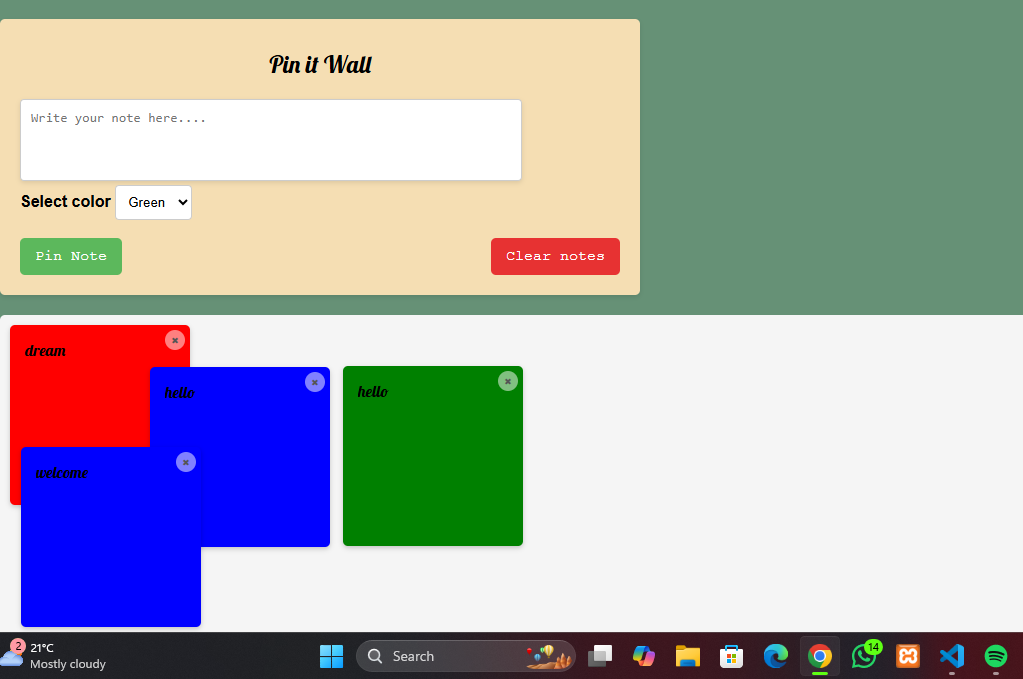 Pin it Wall
Write your note here....
Select color Green
Pin Note
Clear notes
dream
hello
hello
welcome
2
21°C
Mostly cloudy
Search
14